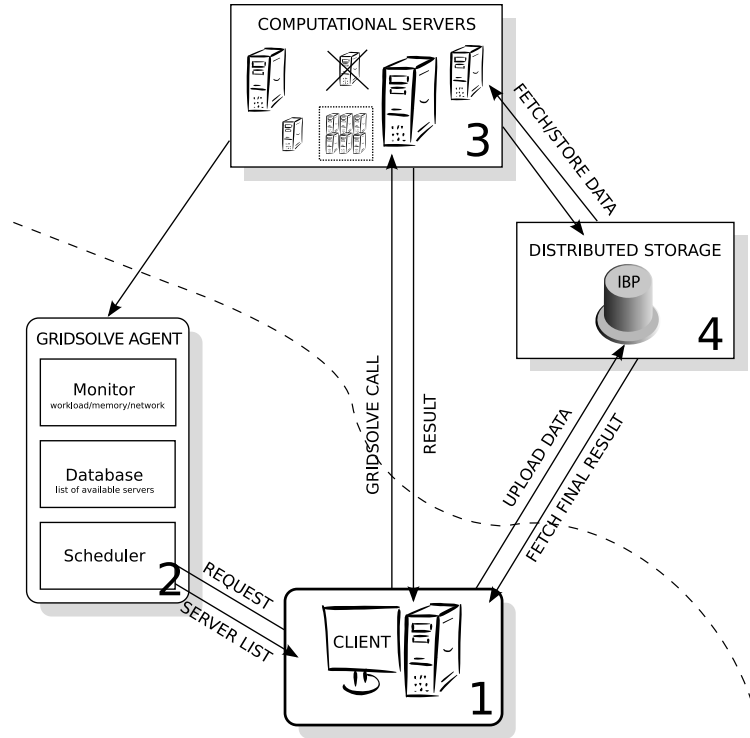 COMPUTATIONAL SERVERS
3
FETCH/STORE DATA
DISTRIBUTED STORAGE
IBP
4
GRIDSOLVE AGENT
Monitor
workload/memory/network
Database
list of available servers
Scheduler
2
GRIDSOLVE CALL
RESULT
UPLOAD DATA
FETCH FINAL RESULT
REQUEST
SERVER LIST
CLIENT
1